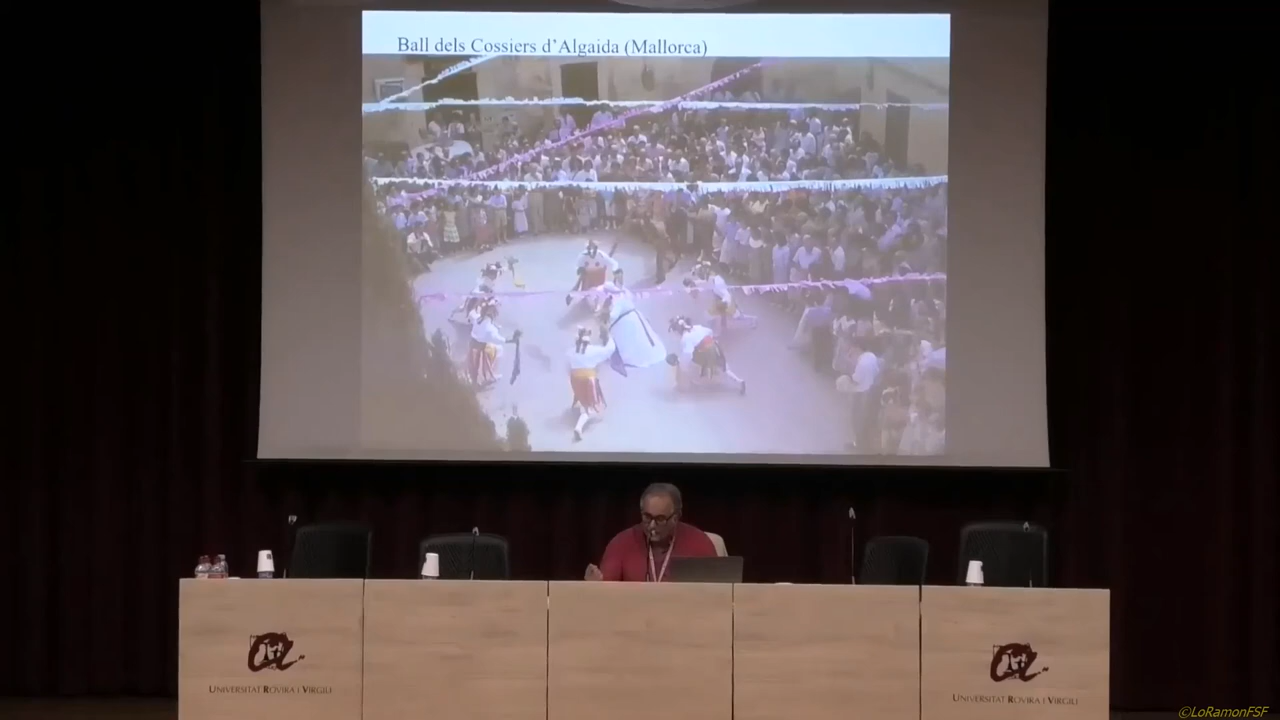 Ball dels Cossiers d'Algaida (Mallorca)
UNIVERSITAT ROVIRA I VIRGILI
UNIVERSITAT ROVIRA I VIRGILI
©LoRamonFSF